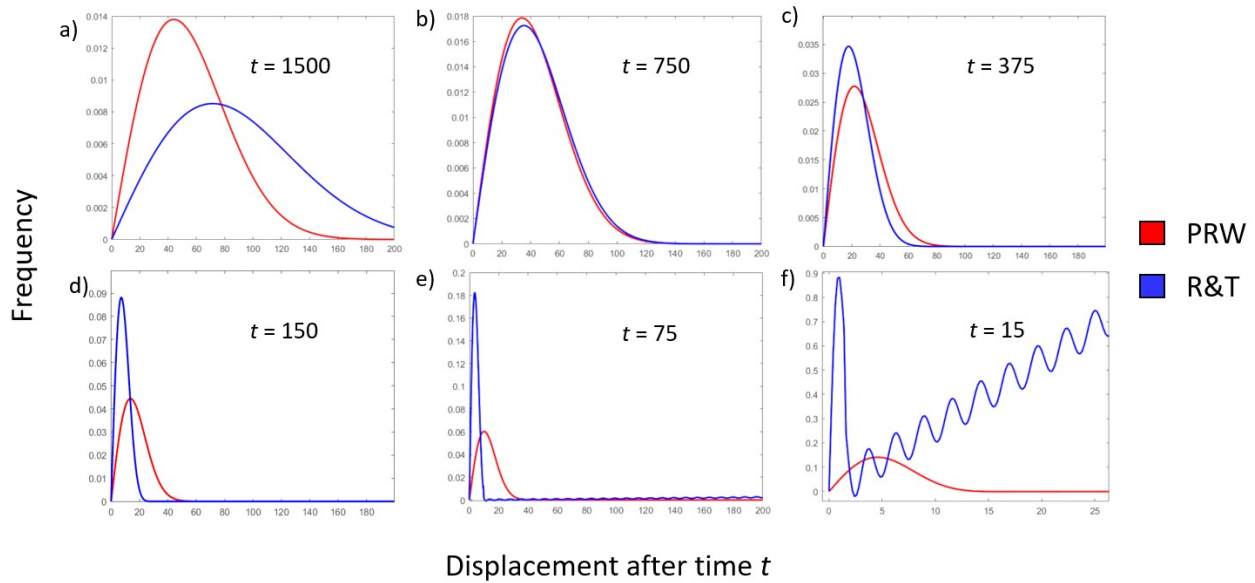 a)
t = 1500
0.014
0.012
0.01
0.008
0.006
0.004
0.002
0
0 20 40 60 80 100 120 140 160 180 200
b)
t = 750
0.018
0.016
0.014
0.012
0.01
0.008
0.006
0.004
0.002
0
0 20 40 60 80 100 120 140 160 180 200
c)
t = 375
0.035
0.03
0.025
0.02
0.015
0.01
0.005
0
0 20 40 60 80 100 120 140 160 180
d)
t = 150
0.09
0.08
0.07
0.06
0.05
0.04
0.03
0.02
0.01
0
0 20 40 60 80 100 120 140 160 180
e)
t = 75
0.2
0.18
0.16
0.14
0.12
0.1
0.08
0.06
0.04
0.02
0
0 20 40 60 80 100 120 140 160 180 200
f)
t = 15
0.9
0.8
0.7
0.6
0.5
0.4
0.3
0.2
0.1
0
0 5 10 15 20 25
Frequency
PRW
R&T
Displacement after time t